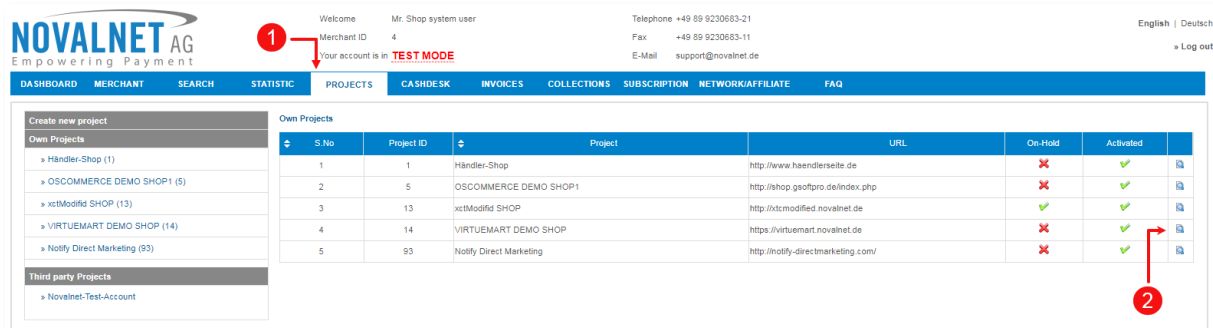 NOVALNET AG
Empowering Payment
Welcome Mr. Shop system user
Merchant ID 4
Your account is in TEST MODE
Telephone +49 89 9230683-21
Fax +49 89 9230683-11
E-Mail support@novalnet.de
English | Deutsch
» Log out
1
DASHBOARD MERCHANT SEARCH STATISTIC PROJECTS CASHDESK INVOICES COLLECTIONS SUBSCRIPTION NETWORK/AFFILIATE FAQ
Create new project
Own Projects
» Händler-Shop (1)
» OSCOMMERCE DEMO SHOP1 (5)
» xctModifid SHOP (13)
» VIRTUEMART DEMO SHOP (14)
» Notify Direct Marketing (93)
Third party Projects
» Novalnet-Test-Account
Own Projects
S.No Project ID Project URL On-Hold Activated
1 1 Händler-Shop http://www.haendlerseite.de
2 5 OSCOMMERCE DEMO SHOP1 http://shop.gsoftpro.de/index.php
3 13 xctModifid SHOP http://xtcmodified.novalnet.de
4 14 VIRTUEMART DEMO SHOP https://virtuemart.novalnet.de
5 93 Notify Direct Marketing http://notify-directmarketing.com/
2